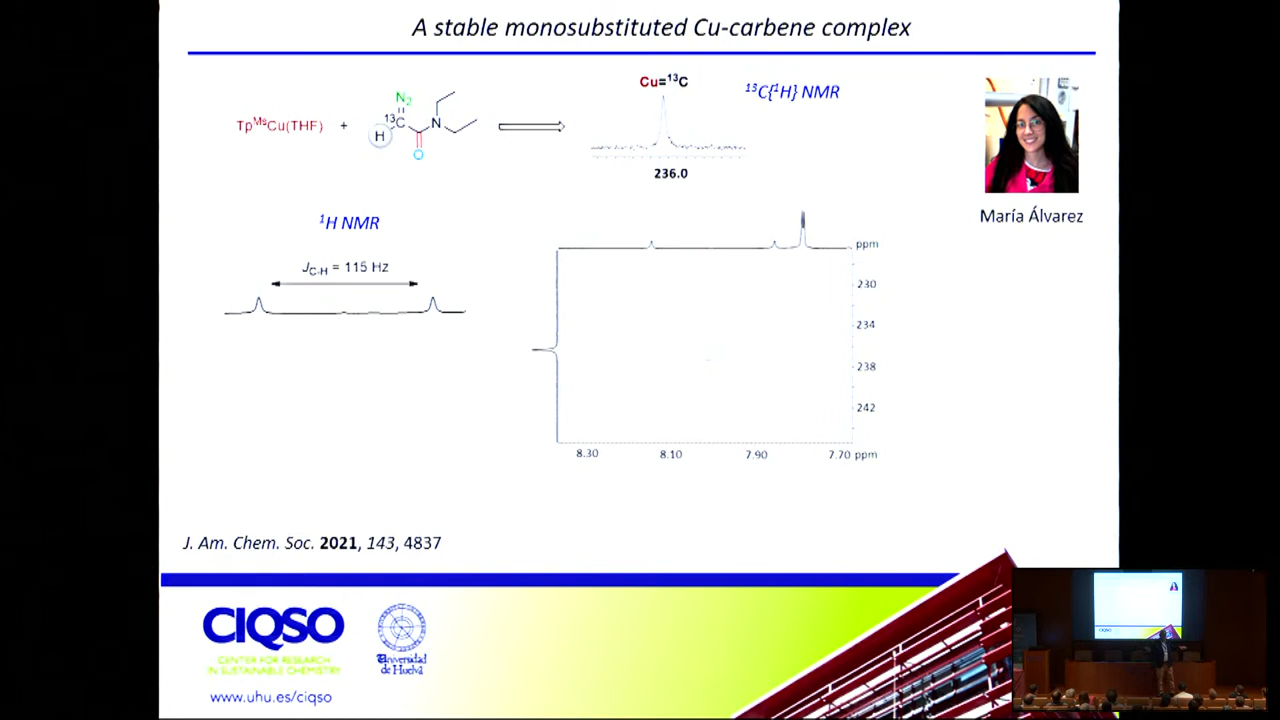 A stable monosubstituted Cu-carbene complex
Tp^Ms Cu(THF) + N2 13C H O N
Cu=13C
13C{1H} NMR
236.0
María Álvarez
1H NMR
JC-H = 115 Hz
ppm
230
234
238
242
8.30 8.10 7.90 7.70 ppm
J. Am. Chem. Soc. 2021, 143, 4837
CIQSO
CENTER FOR RESEARCH
IN SUSTAINABLE CHEMISTRY
Universidad
de Huelva
www.uhu.es/ciqso